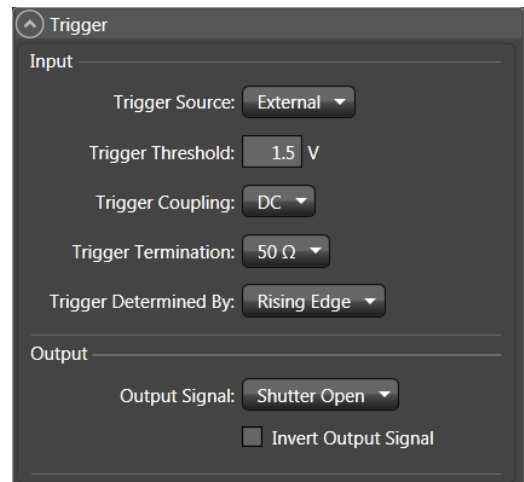 Trigger
Input
Trigger Source: External
Trigger Threshold: 1.5 V
Trigger Coupling: DC
Trigger Termination: 50 Ω
Trigger Determined By: Rising Edge
Output
Output Signal: Shutter Open
Invert Output Signal